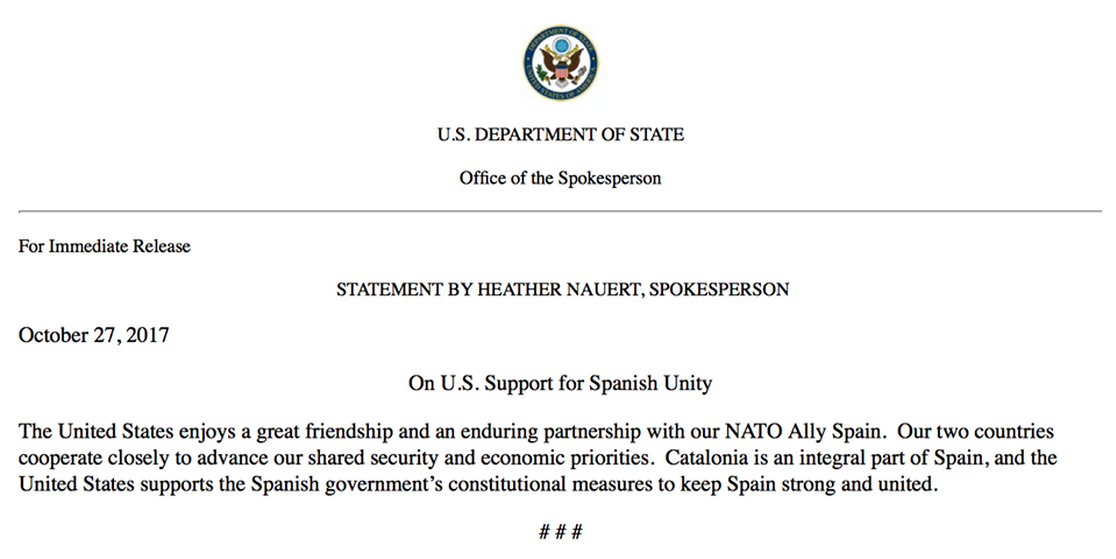 DEPARTMENT OF STATE
UNITED STATES OF AMERICA
U.S. DEPARTMENT OF STATE
Office of the Spokesperson
For Immediate Release
STATEMENT BY HEATHER NAUERT, SPOKESPERSON
October 27, 2017
On U.S. Support for Spanish Unity
The United States enjoys a great friendship and an enduring partnership with our NATO Ally Spain.  Our two countries
cooperate closely to advance our shared security and economic priorities.  Catalonia is an integral part of Spain, and the
United States supports the Spanish government’s constitutional measures to keep Spain strong and united.
# # #